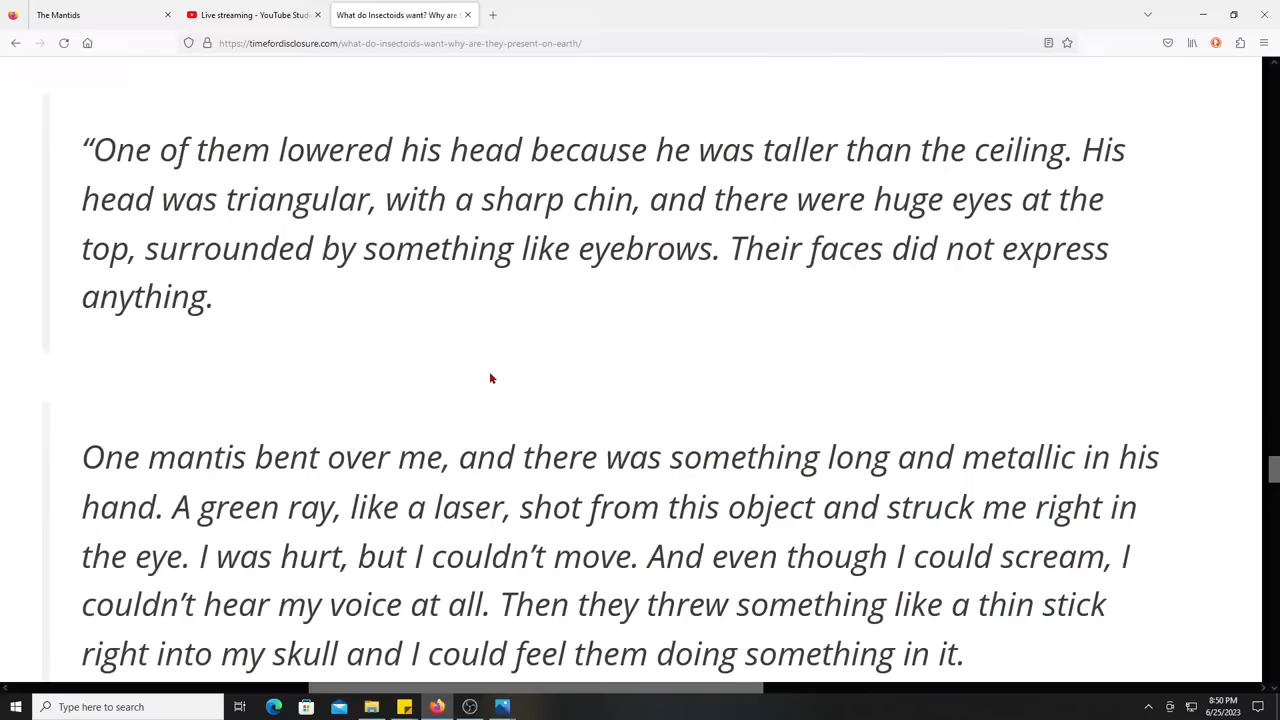 The Mantids
Live streaming - YouTube Studi
What do Insectoids want? Why are t
https://timefordisclosure.com/what-do-insectoids-want-why-are-they-present-on-earth/
“One of them lowered his head because he was taller than the ceiling. His
head was triangular, with a sharp chin, and there were huge eyes at the
top, surrounded by something like eyebrows. Their faces did not express
anything.
One mantis bent over me, and there was something long and metallic in his
hand. A green ray, like a laser, shot from this object and struck me right in
the eye. I was hurt, but I couldn’t move. And even though I could scream, I
couldn’t hear my voice at all. Then they threw something like a thin stick
right into my skull and I could feel them doing something in it.
Type here to search
8:50 PM
6/25/2023